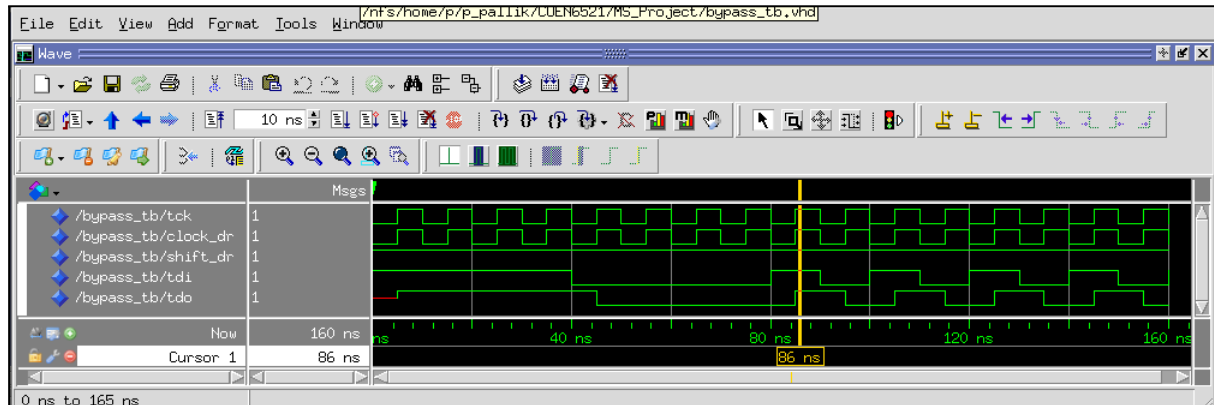 /nfs/home/p/p_pallik/COEN6521/MS_Project/bypass_tb.vhd
File Edit View Add Format Tools Window
Wave
10 ns
Msgs
/bypass_tb/tck 1
/bypass_tb/clock_dr 1
/bypass_tb/shift_dr 1
/bypass_tb/tdi 1
/bypass_tb/tdo 1
Now 160 ns ns 40 ns 80 ns 120 ns 160 ns
Cursor 1 86 ns 86 ns
0 ns to 165 ns